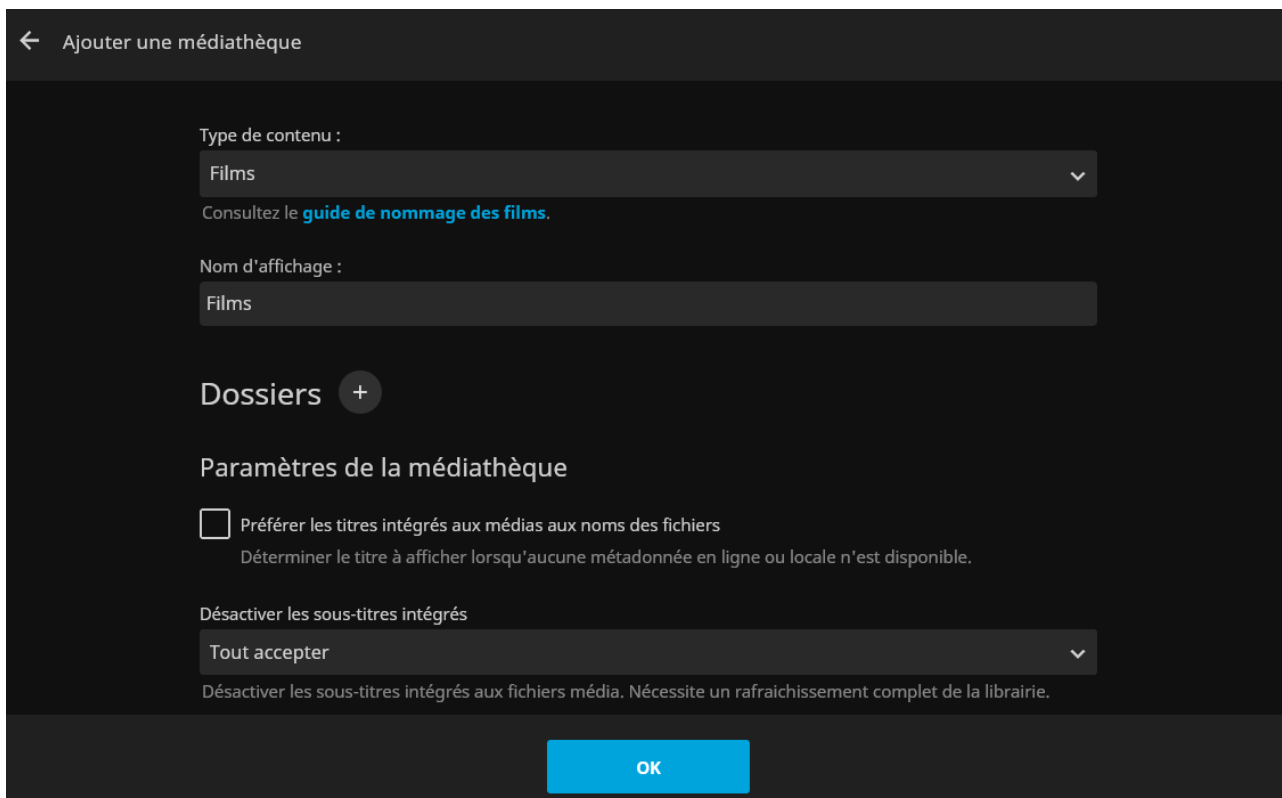 Ajouter une médiathèque
Type de contenu :
Films
Consultez le guide de nommage des films.
Nom d'affichage :
Films
Dossiers +
Paramètres de la médiathèque
Préférer les titres intégrés aux médias aux noms des fichiers
Déterminer le titre à afficher lorsqu'aucune métadonnée en ligne ou locale n'est disponible.
Désactiver les sous-titres intégrés
Tout accepter
Désactiver les sous-titres intégrés aux fichiers média. Nécessite un rafraichissement complet de la librairie.
OK